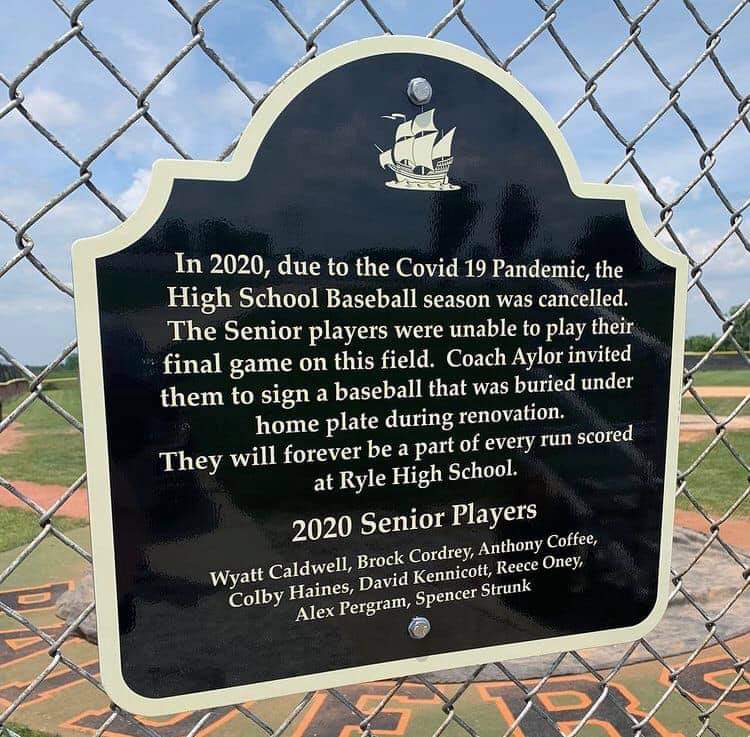 In 2020, due to the Covid 19 Pandemic, the
High School Baseball season was cancelled.
The Senior players were unable to play their
final game on this field. Coach Aylor invited
them to sign a baseball that was buried under
home plate during renovation.
They will forever be a part of every run scored
at Ryle High School.
2020 Senior Players
Wyatt Caldwell, Brock Cordrey, Anthony Coffee,
Colby Haines, David Kennicott, Reece Oney,
Alex Pergram, Spencer Strunk